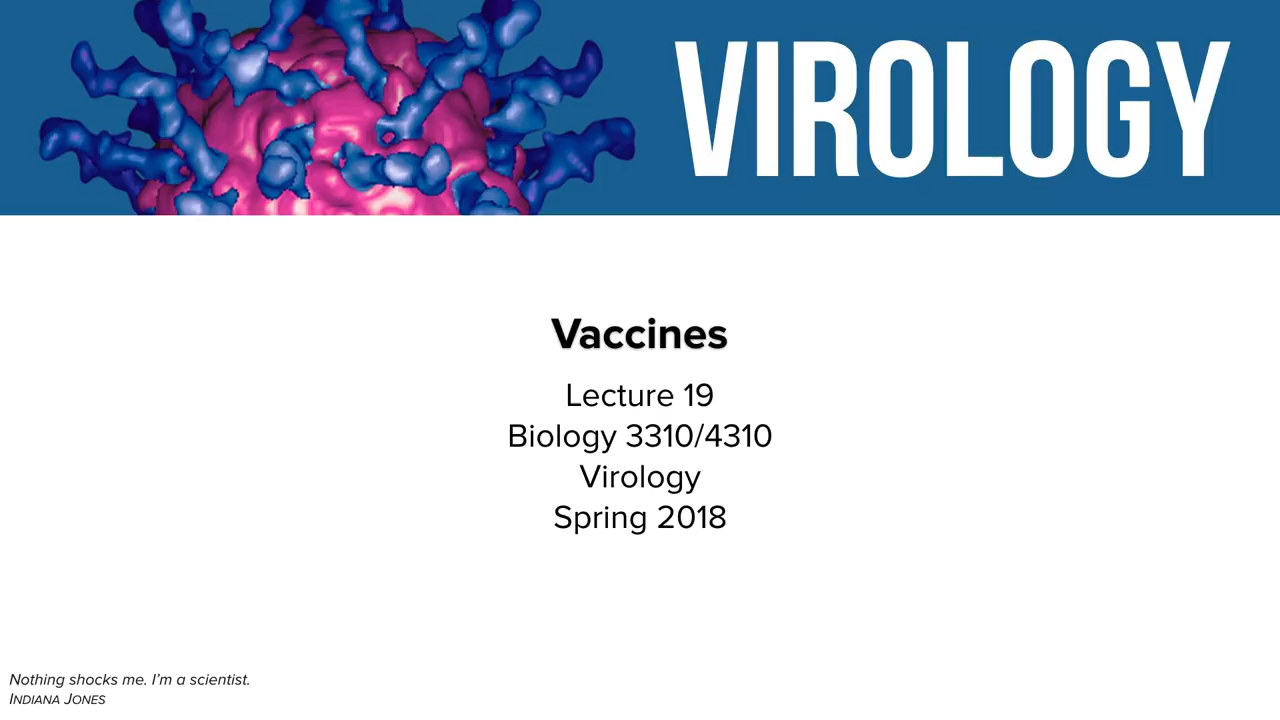 VIROLOGY
Vaccines
Lecture 19
Biology 3310/4310
Virology
Spring 2018
Nothing shocks me. I’m a scientist.
INDIANA JONES